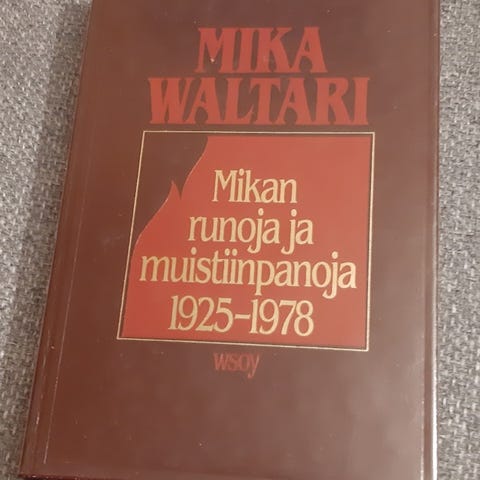 MIKA
WALTARI
Mikan
runoja ja
muistiinpanoja
1925-1978
wsoy